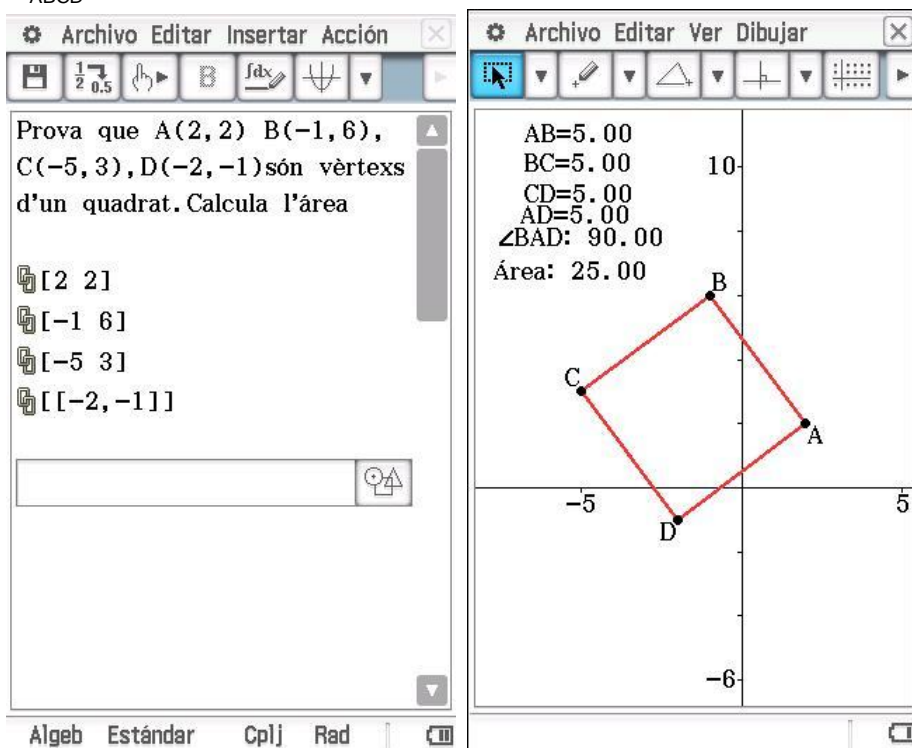 ABCD
Archivo Editar Insertar Acción
Prova que A(2,2) B(-1,6),
C(-5,3),D(-2,-1)són vèrtexs
d'un quadrat.Calcula l'área
[2 2]
[-1 6]
[-5 3]
[[-2,-1]]
Algeb Estándar Cplj Rad
Archivo Editar Ver Dibujar
AB=5.00
BC=5.00
CD=5.00
AD=5.00
∠BAD: 90.00
Área: 25.00
10
B
C
A
-5
5
D
-6